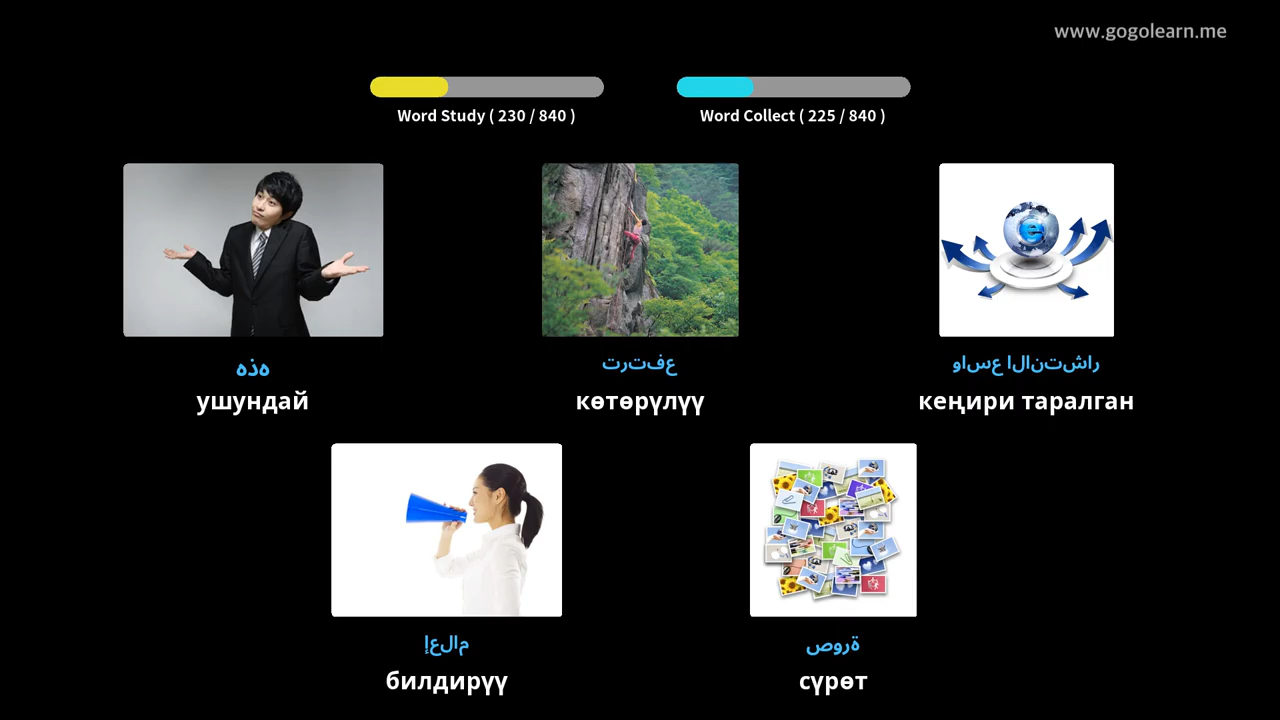 www.gogolearn.me
Word Study ( 230 / 840 )
Word Collect ( 225 / 840 )
هذه
ушундай
ترتفع
көтөрүлүү
واسع الانتشار
кеңири таралган
إعلام
билдирүү
صورة
сүрөт